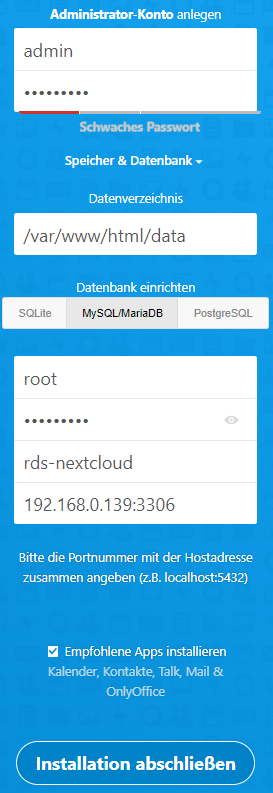 Administrator-Konto anlegen
admin
•••••••••
Schwaches Passwort
Speicher & Datenbank
Datenverzeichnis
/var/www/html/data
Datenbank einrichten
SQLite MySQL/MariaDB PostgreSQL
root
•••••••••
rds-nextcloud
192.168.0.139:3306
Bitte die Portnummer mit der Hostadresse
zusammen angeben (z.B. localhost:5432)
Empfohlene Apps installieren
Kalender, Kontakte, Talk, Mail &
OnlyOffice
Installation abschließen